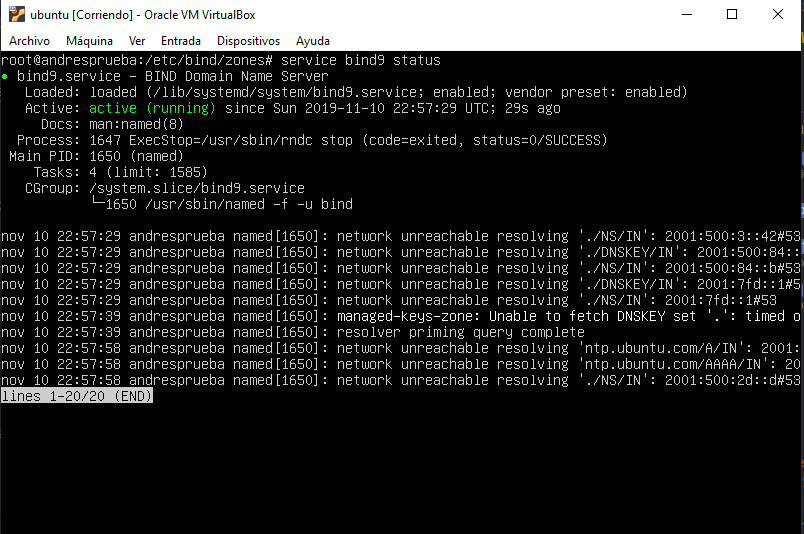 ubuntu [Corriendo] - Oracle VM VirtualBox
Archivo Máquina Ver Entrada Dispositivos Ayuda
root@andresprueba:/etc/bind/zones# service bind9 status
● bind9.service - BIND Domain Name Server
   Loaded: loaded (/lib/systemd/system/bind9.service; enabled; vendor preset: enabled)
   Active: active (running) since Sun 2019-11-10 22:57:29 UTC; 29s ago
     Docs: man:named(8)
  Process: 1647 ExecStop=/usr/sbin/rndc stop (code=exited, status=0/SUCCESS)
 Main PID: 1650 (named)
    Tasks: 4 (limit: 1585)
   CGroup: /system.slice/bind9.service
           └─1650 /usr/sbin/named -f -u bind
nov 10 22:57:29 andresprueba named[1650]: network unreachable resolving './NS/IN': 2001:500:3::42#53
nov 10 22:57:29 andresprueba named[1650]: network unreachable resolving './DNSKEY/IN': 2001:500:84::
nov 10 22:57:29 andresprueba named[1650]: network unreachable resolving './NS/IN': 2001:500:84::b#53
nov 10 22:57:29 andresprueba named[1650]: network unreachable resolving './DNSKEY/IN': 2001:7fd::1#5
nov 10 22:57:29 andresprueba named[1650]: network unreachable resolving './NS/IN': 2001:7fd::1#53
nov 10 22:57:39 andresprueba named[1650]: managed-keys-zone: Unable to fetch DNSKEY set '.': timed o
nov 10 22:57:39 andresprueba named[1650]: resolver priming query complete
nov 10 22:57:58 andresprueba named[1650]: network unreachable resolving 'ntp.ubuntu.com/A/IN': 2001:
nov 10 22:57:58 andresprueba named[1650]: network unreachable resolving 'ntp.ubuntu.com/AAAA/IN': 20
nov 10 22:57:58 andresprueba named[1650]: network unreachable resolving './NS/IN': 2001:500:2d::d#53
lines 1-20/20 (END)